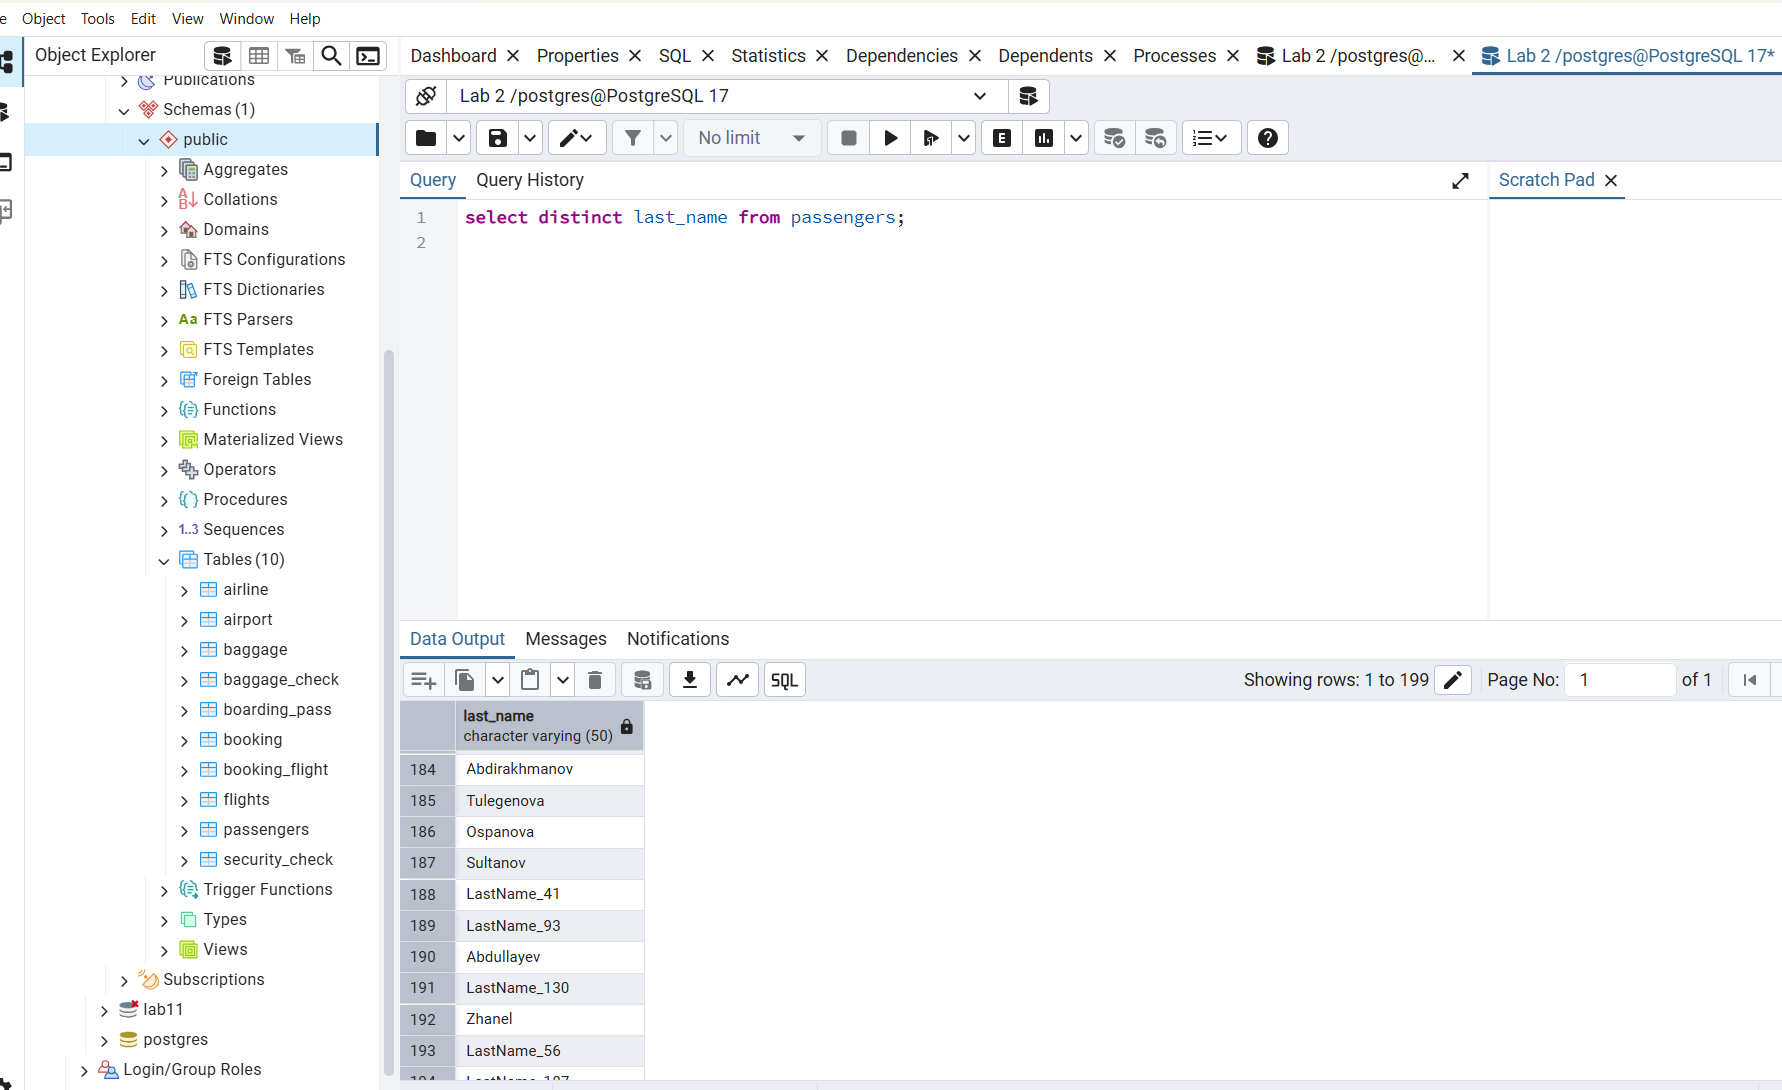 Object Tools Edit View Window Help
Object Explorer
Dashboard Properties SQL Statistics Dependencies Dependents Processes Lab 2 /postgres@... Lab 2 /postgres@PostgreSQL 17*
Publications
Schemas (1)
public
Aggregates
Collations
Domains
FTS Configurations
FTS Dictionaries
Aa FTS Parsers
FTS Templates
Foreign Tables
Functions
Materialized Views
Operators
Procedures
1..3 Sequences
Tables (10)
airline
airport
baggage
baggage_check
boarding_pass
booking
booking_flight
flights
passengers
security_check
Trigger Functions
Types
Views
Subscriptions
lab11
postgres
Login/Group Roles
Lab 2 /postgres@PostgreSQL 17
No limit E
Query Query History Scratch Pad
1 select distinct last_name from passengers;
2
Data Output Messages Notifications
SQL Showing rows: 1 to 199 Page No: 1 of 1
last_name
character varying (50)
184 Abdirakhmanov
185 Tulegenova
186 Ospanova
187 Sultanov
188 LastName_41
189 LastName_93
190 Abdullayev
191 LastName_130
192 Zhanel
193 LastName_56